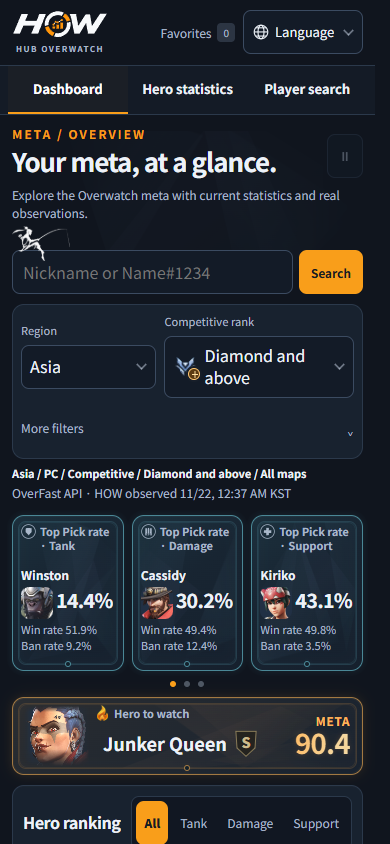 HOW
HUB OVERWATCH
Favorites 0
Language
Dashboard Hero statistics Player search
META / OVERVIEW
Your meta, at a glance.
Explore the Overwatch meta with current statistics and real
observations.
Nickname or Name#1234
Search
Region
Competitive rank
Asia
Diamond and
above
More filters
Asia / PC / Competitive / Diamond and above / All maps
OverFast API · HOW observed 11/22, 12:37 AM KST
Top Pick rate
· Tank
Winston
14.4%
Win rate 51.9%
Ban rate 9.2%
Top Pick rate
· Damage
Cassidy
30.2%
Win rate 49.4%
Ban rate 12.4%
Top Pick rate
· Support
Kiriko
43.1%
Win rate 49.8%
Ban rate 3.5%
Hero to watch
Junker Queen S
META
90.4
Hero ranking
All Tank Damage Support